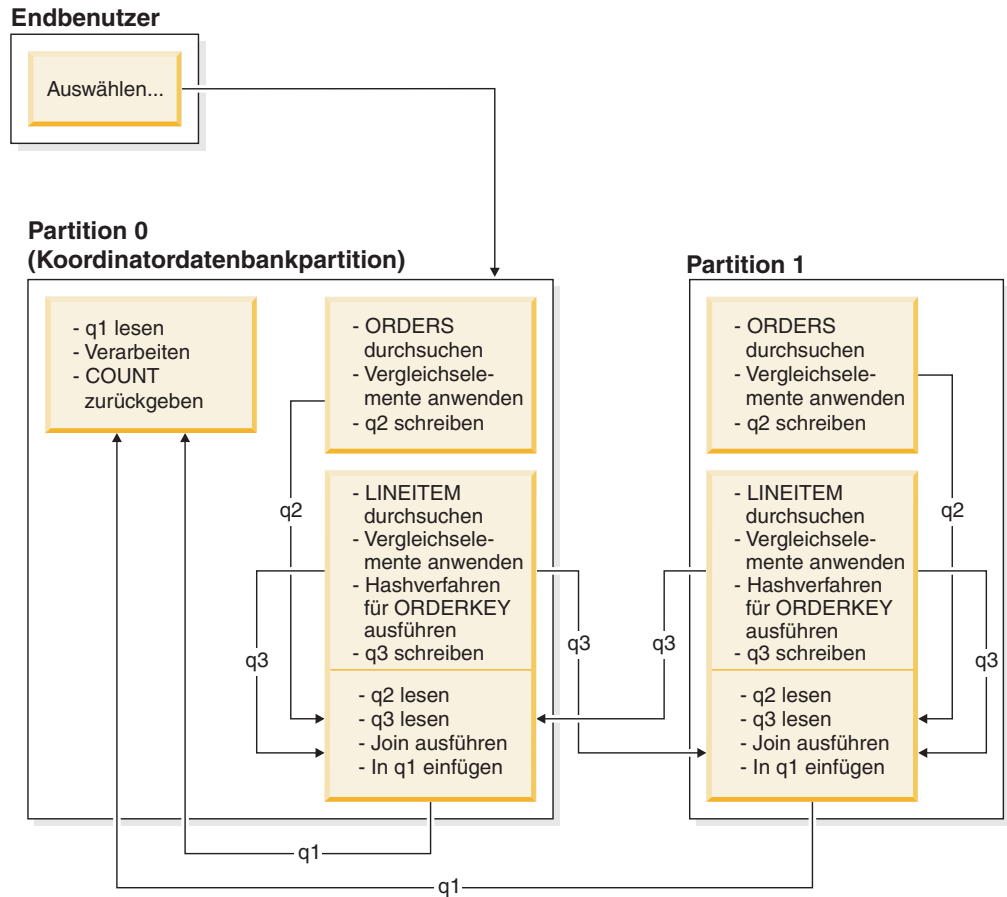 Endbenutzer
Auswählen...
Partition 0
(Koordinatordatenbankpartition)
- q1 lesen
- Verarbeiten
- COUNT
zurückgeben
- ORDERS
durchsuchen
- Vergleichsele-
mente anwenden
- q2 schreiben
q2
- LINEITEM
durchsuchen
- Vergleichsele-
mente anwenden
- Hashverfahren
für ORDERKEY
ausführen
- q3 schreiben
q3
q3
- q2 lesen
- q3 lesen
- Join ausführen
- In q1 einfügen
q1
Partition 1
- ORDERS
durchsuchen
- Vergleichsele-
mente anwenden
- q2 schreiben
q2
- LINEITEM
durchsuchen
- Vergleichsele-
mente anwenden
- Hashverfahren
für ORDERKEY
ausführen
- q3 schreiben
q3
q3
- q2 lesen
- q3 lesen
- Join ausführen
- In q1 einfügen
q1